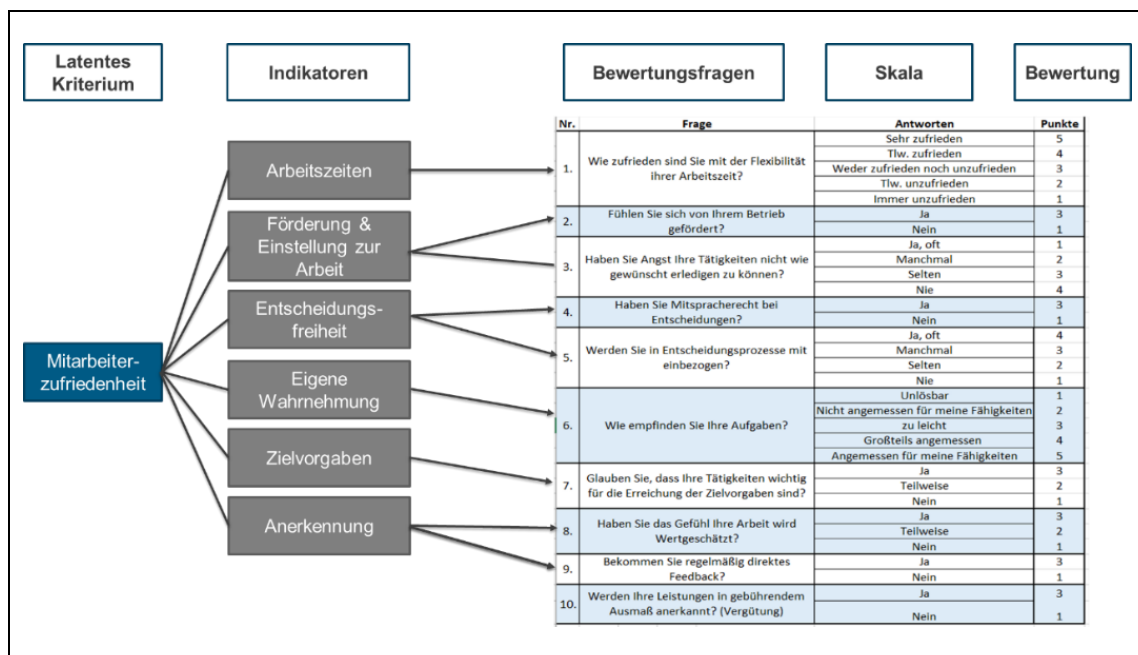 Latentes
Kriterium
Indikatoren
Bewertungsfragen
Skala
Bewertung
Mitarbeiter-
zufriedenheit
Arbeitszeiten
Förderung &
Einstellung zur
Arbeit
Entscheidungs-
freiheit
Eigene
Wahrnehmung
Zielvorgaben
Anerkennung
Nr. Frage Antworten Punkte
1. Wie zufrieden sind Sie mit der Flexibilität
ihrer Arbeitszeit?
Sehr zufrieden 5
Tlw. zufrieden 4
Weder zufrieden noch unzufrieden 3
Tlw. unzufrieden 2
Immer unzufrieden 1
2. Fühlen Sie sich von Ihrem Betrieb
gefördert?
Ja 3
Nein 1
3. Haben Sie Angst Ihre Tätigkeiten nicht wie
gewünscht erledigen zu können?
Ja, oft 1
Manchmal 2
Selten 3
Nie 4
4. Haben Sie Mitspracherecht bei
Entscheidungen?
Ja 3
Nein 1
5. Werden Sie in Entscheidungsprozesse mit
einbezogen?
Ja, oft 4
Manchmal 3
Selten 2
Nie 1
6. Wie empfinden Sie Ihre Aufgaben?
Unlösbar 1
Nicht angemessen für meine Fähigkeiten 2
zu leicht 3
Großteils angemessen 4
Angemessen für meine Fähigkeiten 5
7. Glauben Sie, dass Ihre Tätigkeiten wichtig
für die Erreichung der Zielvorgaben sind?
Ja 3
Teilweise 2
Nein 1
8. Haben Sie das Gefühl Ihre Arbeit wird
Wertgeschätzt?
Ja 3
Teilweise 2
Nein 1
9. Bekommen Sie regelmäßig direktes
Feedback?
Ja 3
Nein 1
10. Werden Ihre Leistungen in gebührendem
Ausmaß anerkannt? (Vergütung)
Ja 3
Nein 1